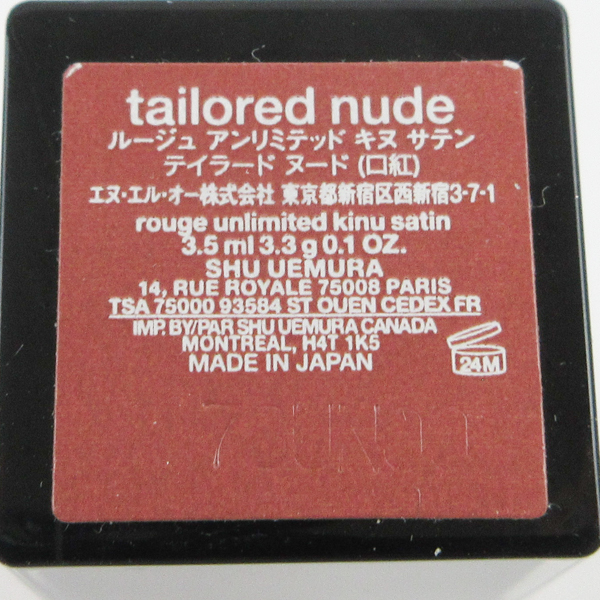 tailored nude
ルージュ アンリミテッド キヌ サテン
テイラード ヌード (口紅)
エヌ・エル・オー株式会社 東京都新宿区西新宿3-7-1
rouge unlimited kinu satin
3.5 ml 3.3 g 0.1 OZ.
SHU UEMURA
14, RUE ROYALE 75008 PARIS
TSA 75000 93584 ST OUEN CEDEX FR
IMP. BY/PAR SHU UEMURA CANADA
MONTREAL, H4T 1K5
MADE IN JAPAN
24M